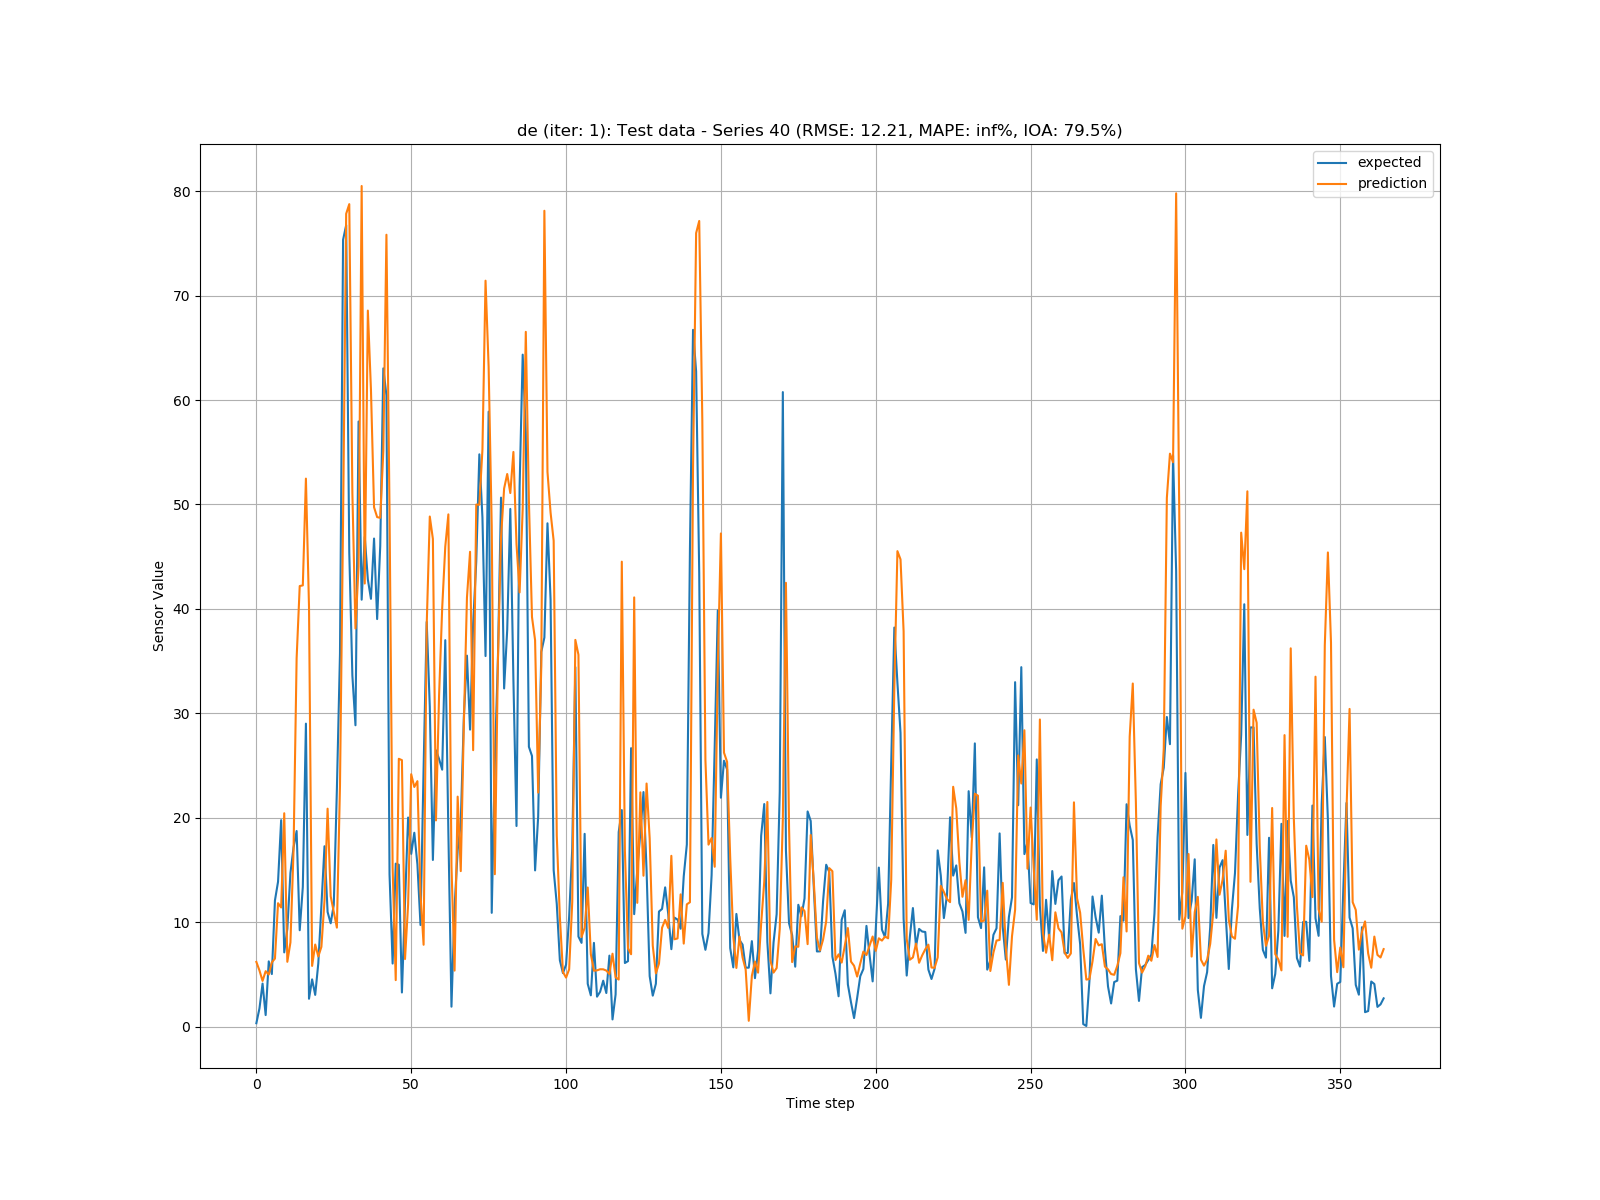 de (iter: 1): Test data - Series 40 (RMSE: 12.21, MAPE: inf%, IOA: 79.5%)
expected
prediction
80
70
60
50
40
30
20
10
0
Sensor Value
0 50 100 150 200 250 300 350
Time step